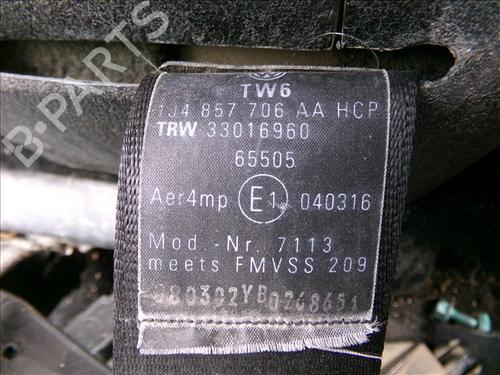 B-PARTS
TW6
1J4 857 706 AA HCP
TRW 33016960
65505
Aer4mp E1 040316
Mod.-Nr. 7113
meets FMVSS 209